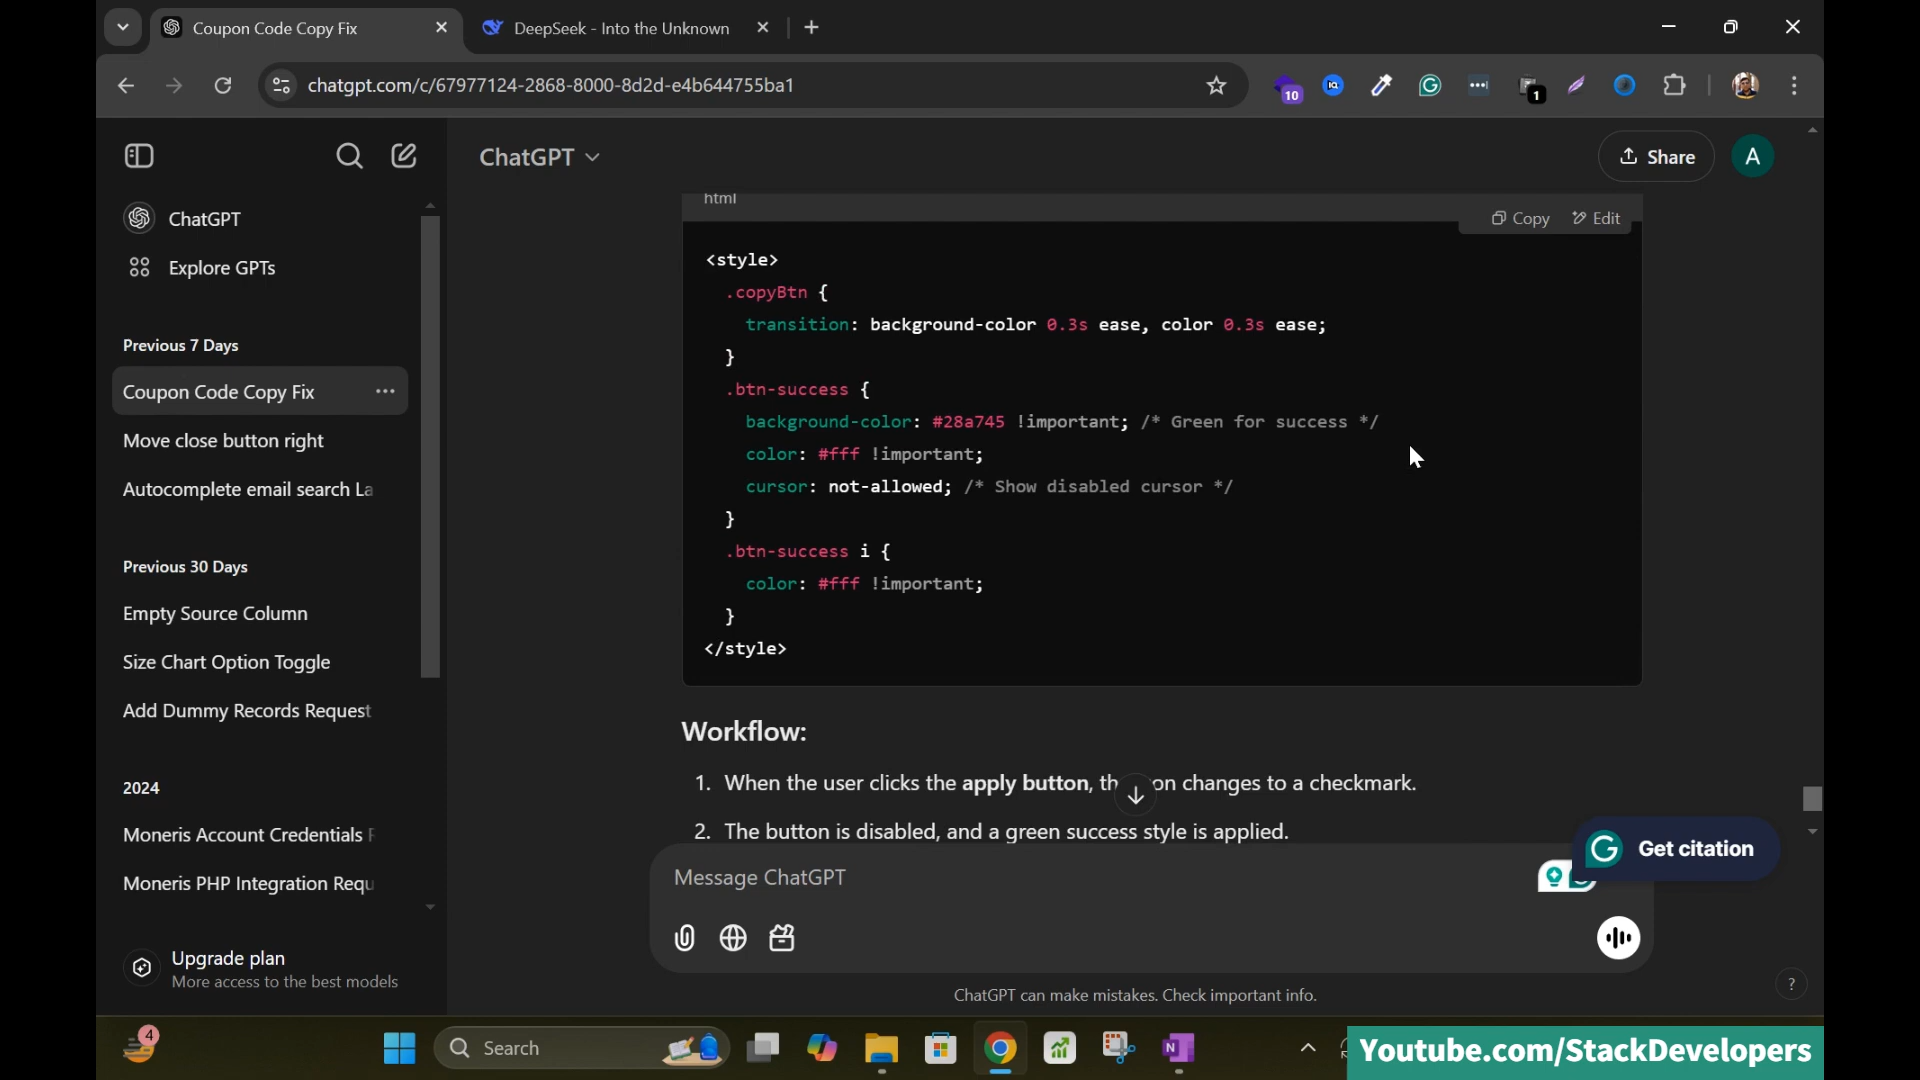 Coupon Code Copy Fix
DeepSeek - Into the Unknown
chatgpt.com/c/67977124-2868-8000-8d2d-e4b644755ba1
10
1
ChatGPT
Share
A
ChatGPT
Explore GPTs
Previous 7 Days
Coupon Code Copy Fix
Move close button right
Autocomplete email search La
Previous 30 Days
Empty Source Column
Size Chart Option Toggle
Add Dummy Records Request
2024
Moneris Account Credentials
Moneris PHP Integration Requ
Upgrade plan
More access to the best models
html
Copy
Edit
<style>
.copyBtn {
transition: background-color 0.3s ease, color 0.3s ease;
}
.btn-success {
background-color: #28a745 !important; /* Green for success */
color: #fff !important;
cursor: not-allowed; /* Show disabled cursor */
}
.btn-success i {
color: #fff !important;
}
</style>
Workflow:
1. When the user clicks the apply button, th on changes to a checkmark.
2. The button is disabled, and a green success style is applied.
Get citation
Message ChatGPT
ChatGPT can make mistakes. Check important info.
?
4
Search
Youtube.com/StackDevelopers